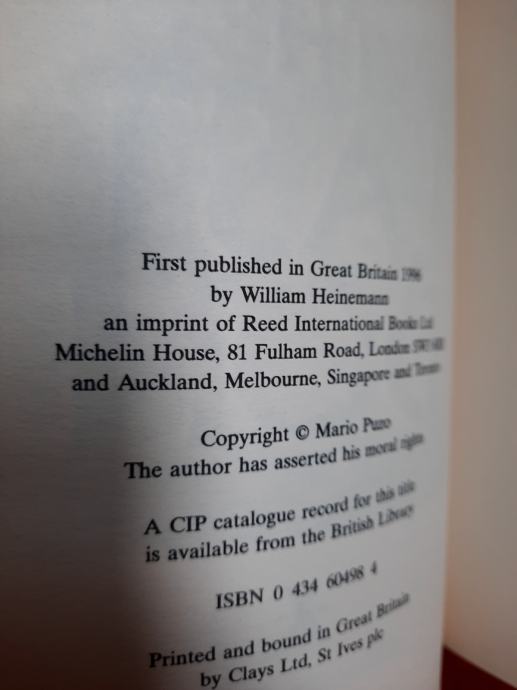 First published in Great Britain 1996
by William Heinemann
an imprint of Reed International Books Ltd
Michelin House, 81 Fulham Road, London
and Auckland, Melbourne, Singapore and Toronto
Copyright © Mario Puzo
The author has asserted his moral rights
A CIP catalogue record for this title
is available from the British Library
ISBN 0 434 60498 4
Printed and bound in Great Britain
by Clays Ltd, St Ives plc